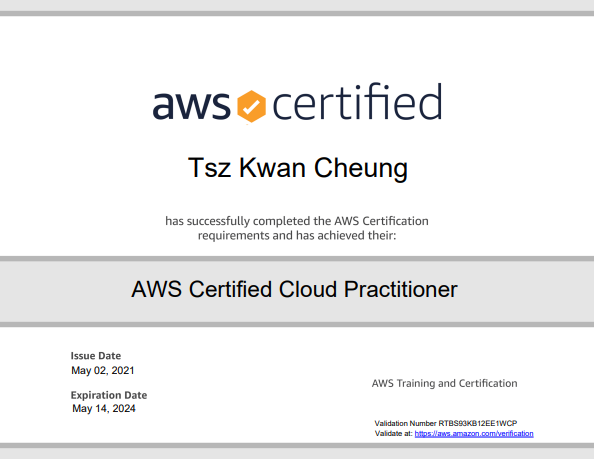 aws certified
Tsz Kwan Cheung
has successfully completed the AWS Certification
requirements and has achieved their:
AWS Certified Cloud Practitioner
Issue Date
May 02, 2021
Expiration Date
May 14, 2024
AWS Training and Certification
Validation Number RTBS93KB12EE1WCP
Validate at: https://aws.amazon.com/verification